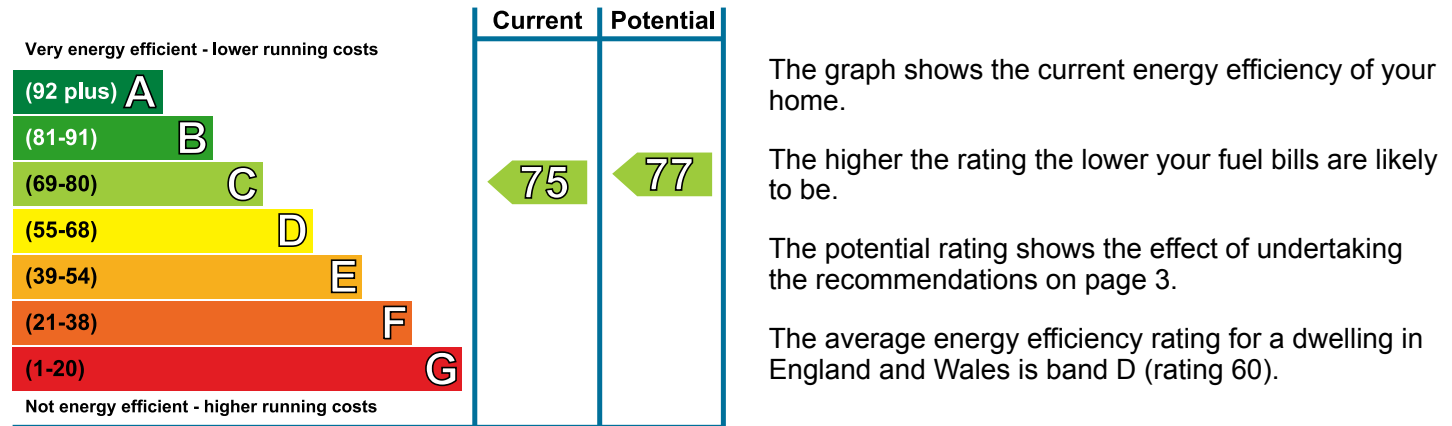 Current Potential
Very energy efficient - lower running costs
(92 plus) A
(81-91) B
(69-80) C
75 77
(55-68) D
(39-54) E
(21-38) F
(1-20) G
Not energy efficient - higher running costs
The graph shows the current energy efficiency of your
home.
The higher the rating the lower your fuel bills are likely
to be.
The potential rating shows the effect of undertaking
the recommendations on page 3.
The average energy efficiency rating for a dwelling in
England and Wales is band D (rating 60).